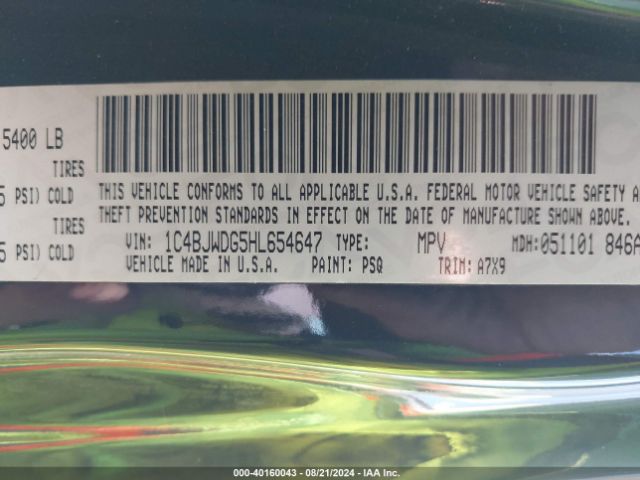 5400 LB
TIRES
5 PSI) COLD
TIRES
5 PSI) COLD
THIS VEHICLE CONFORMS TO ALL APPLICABLE U.S.A. FEDERAL MOTOR VEHICLE SAFETY A
THEFT PREVENTION STANDARDS IN EFFECT ON THE DATE OF MANUFACTURE SHOWN ABOVE.
VIN: 1C4BJWDG5HL654647 TYPE: MPV MDH:051101 846A
VEHICLE MADE IN U.S.A. PAINT: PSQ TRIM: A7X9
000-40160043 - 08/21/2024 - IAA Inc.